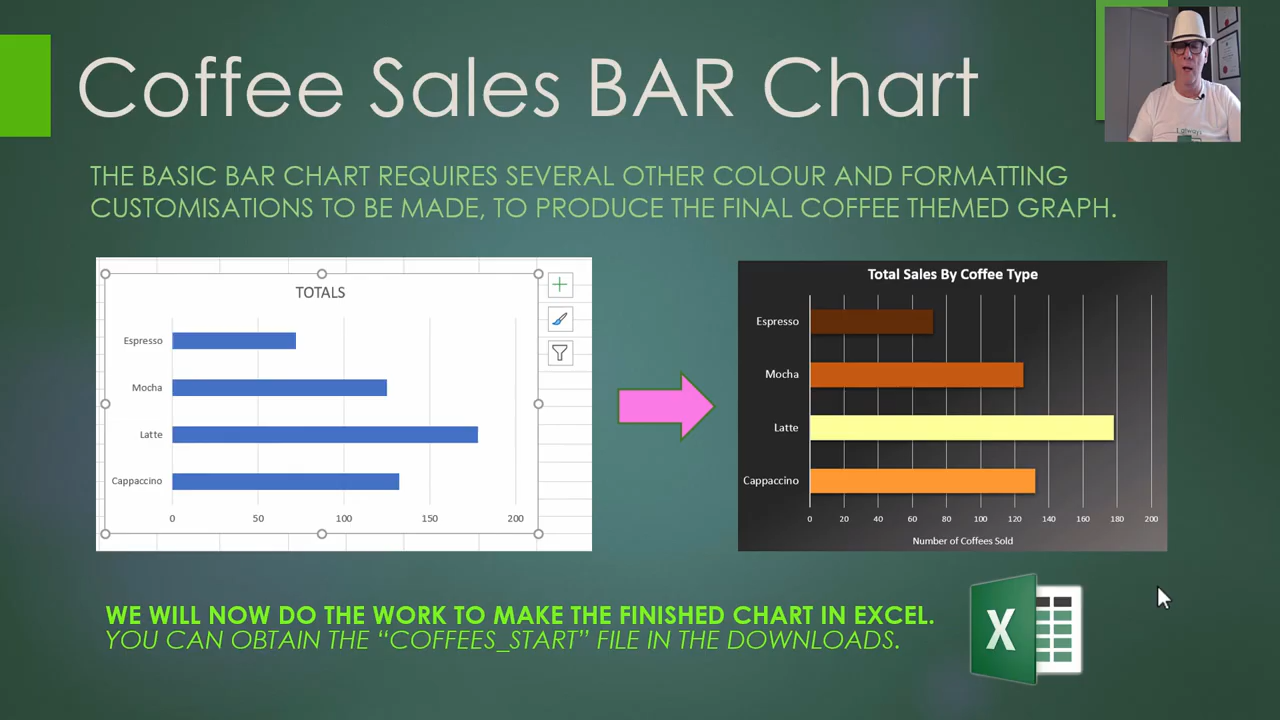 Coffee Sales BAR Chart
THE BASIC BAR CHART REQUIRES SEVERAL OTHER COLOUR AND FORMATTING
CUSTOMISATIONS TO BE MADE, TO PRODUCE THE FINAL COFFEE THEMED GRAPH.
TOTALS
Espresso
Mocha
Latte
Cappaccino
0 50 100 150 200
Total Sales By Coffee Type
Espresso
Mocha
Latte
Cappaccino
0 20 40 60 80 100 120 140 160 180 200
Number of Coffees Sold
WE WILL NOW DO THE WORK TO MAKE THE FINISHED CHART IN EXCEL.
YOU CAN OBTAIN THE “COFFEES_START” FILE IN THE DOWNLOADS.
X